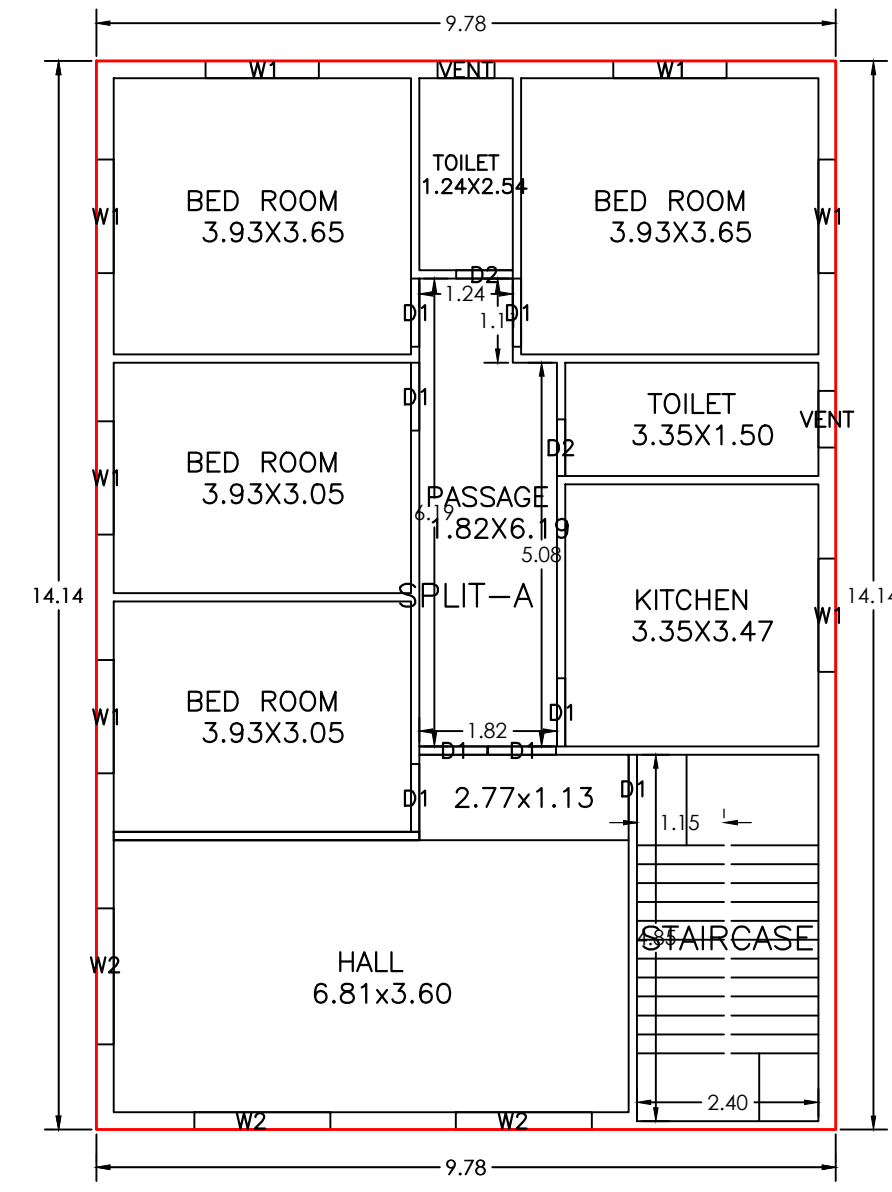 9.78
W1
VENT
W1
TOILET
1.24X2.54
BED ROOM
3.93X3.65
BED ROOM
3.93X3.65
W1
W1
D2
1.24
D1
1.1
D1
D1
TOILET
3.35X1.50
VENT
D2
BED ROOM
3.93X3.05
W1
PASSAGE
1.82X6.19
6.19
5.08
14.14
SPLIT-A
14.14
KITCHEN
3.35X3.47
W1
BED ROOM
3.93X3.05
W1
D1
1.82
D1
D1
D1
2.77x1.13
D1
1.15
STAIRCASE
4.85
HALL
6.81x3.60
W2
2.40
W2
W2
9.78